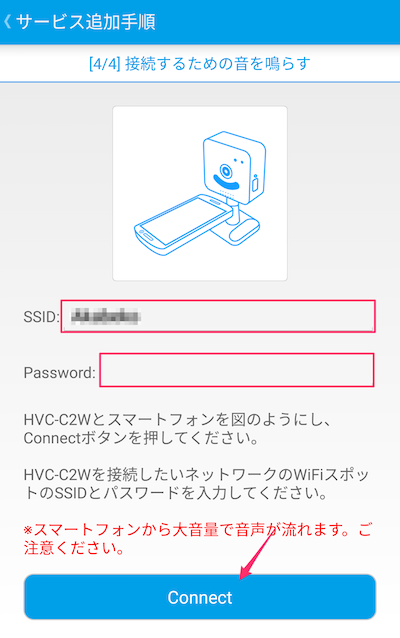 サービス追加手順
[4/4] 接続するための音を鳴らす
SSID:
Password:
HVC-C2Wとスマートフォンを図のようにし、
Connectボタンを押してください。
HVC-C2Wを接続したいネットワークのWiFiスポッ
トのSSIDとパスワードを入力してください。
※スマートフォンから大音量で音声が流れます。ご
注意ください。
Connect